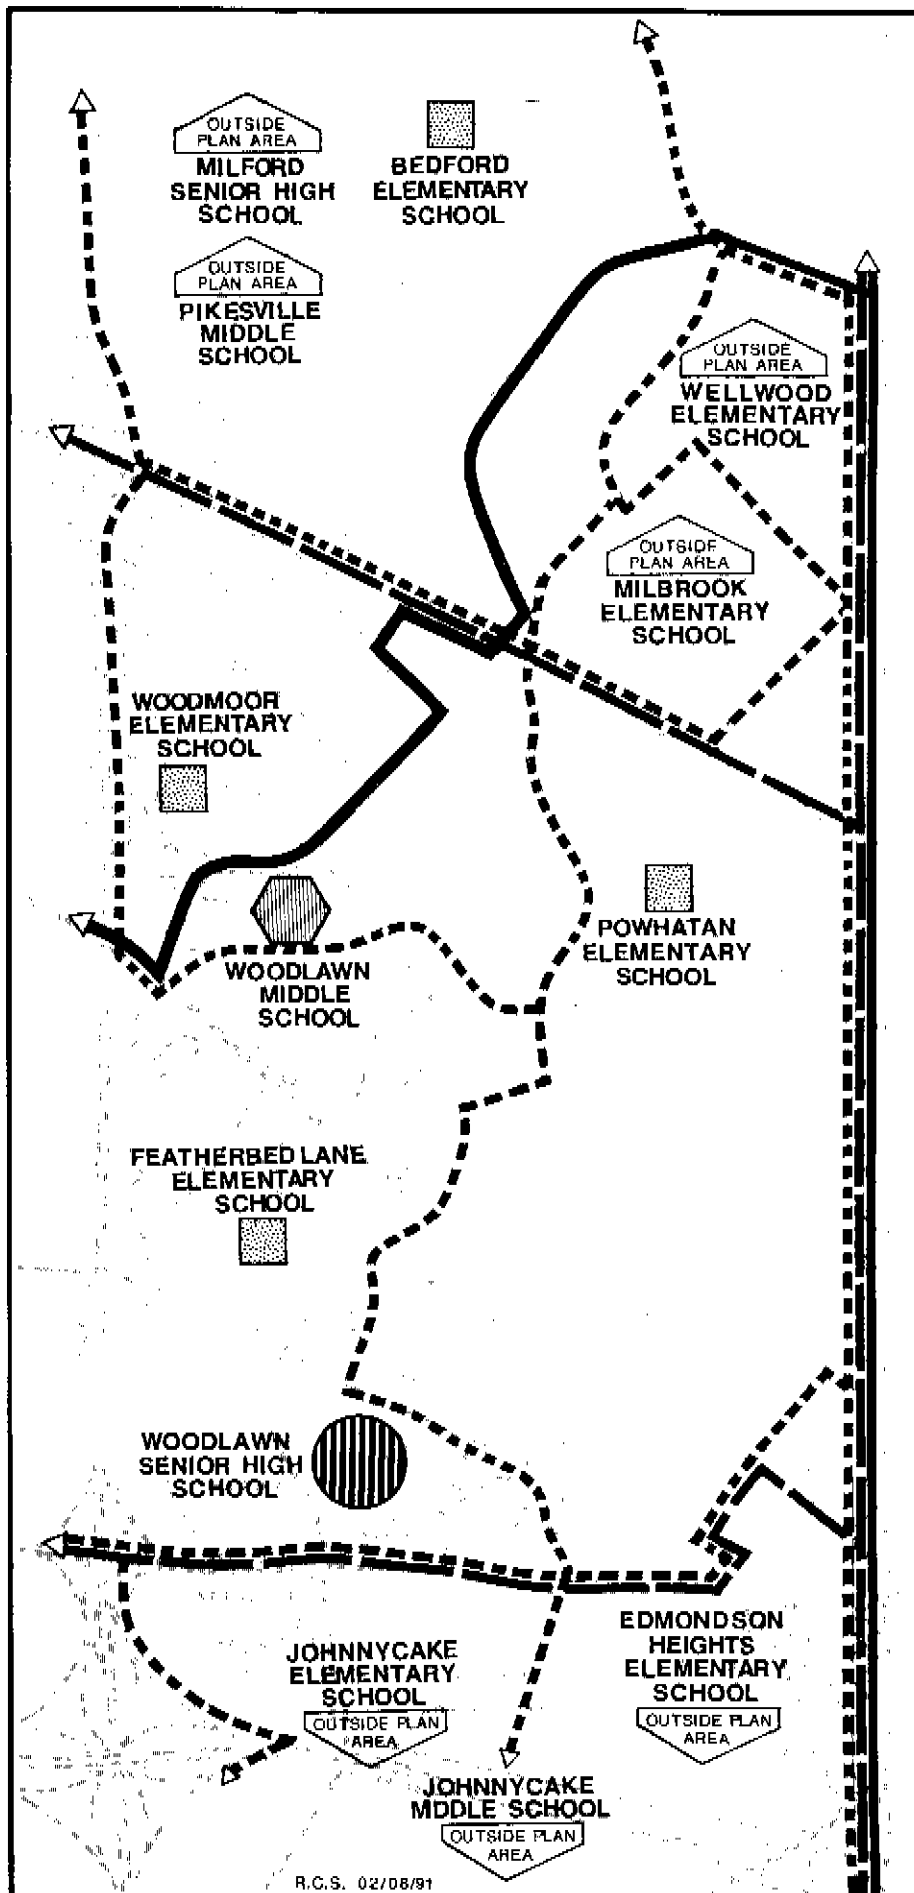 OUTSIDE
PLAN AREA
MILFORD
SENIOR HIGH
SCHOOL
BEDFORD
ELEMENTARY
SCHOOL
OUTSIDE
PLAN AREA
PIKESVILLE
MIDDLE
SCHOOL
OUTSIDE
PLAN AREA
WELLWOOD
ELEMENTARY
SCHOOL
OUTSIDE
PLAN AREA
MILBROOK
ELEMENTARY
SCHOOL
WOODMOOR
ELEMENTARY
SCHOOL
POWHATAN
ELEMENTARY
SCHOOL
WOODLAWN
MIDDLE
SCHOOL
FEATHERBED LANE
ELEMENTARY
SCHOOL
WOODLAWN
SENIOR HIGH
SCHOOL
EDMONDSON
HEIGHTS
ELEMENTARY
SCHOOL
OUTSIDE PLAN
AREA
JOHNNYCAKE
ELEMENTARY
SCHOOL
OUTSIDE PLAN
AREA
JOHNNYCAKE
MDDLE SCHOOL
OUTSIDE PLAN
AREA
R.C.S. 02/08/91